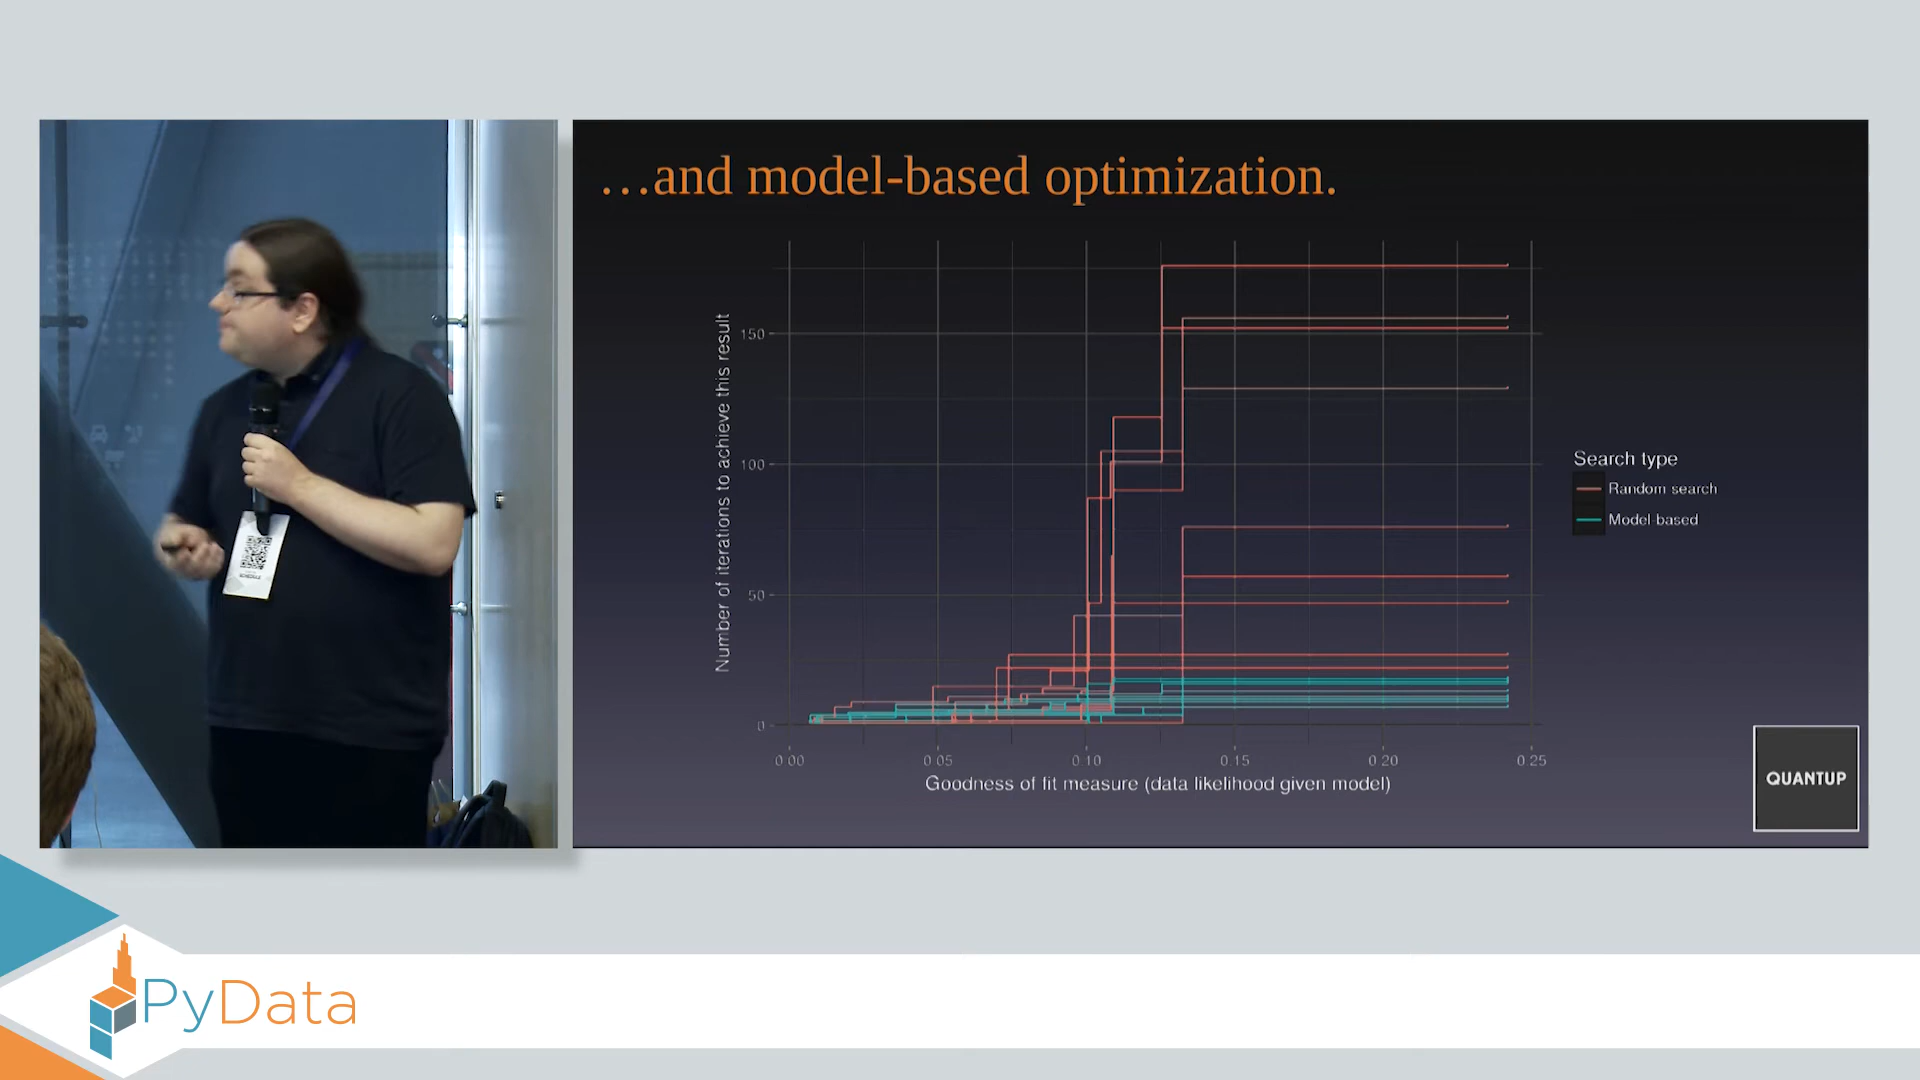 …and model-based optimization.
Number of iterations to achieve this result
150
100
50
0
0.00 0.05 0.10 0.15 0.20 0.25
Goodness of fit measure (data likelihood given model)
Search type
Random search
Model-based
QUANTUP
PyData